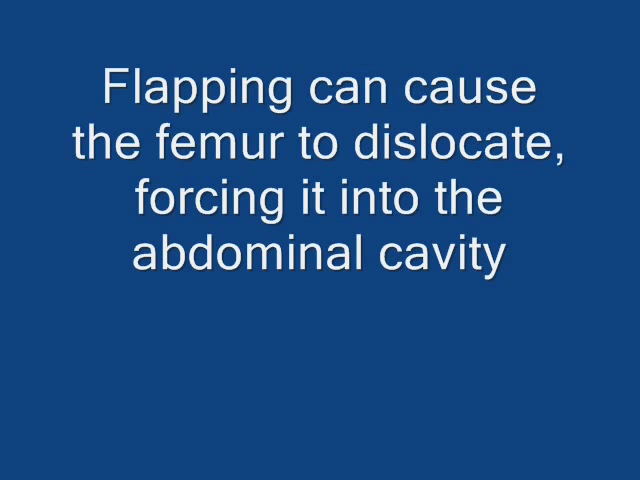 Flapping can cause
the femur to dislocate,
forcing it into the
abdominal cavity